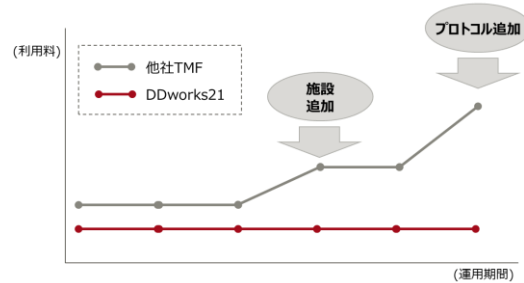 プロトコル追加
(利用料)
他社TMF
DDworks21
施設
追加
(運用期間)